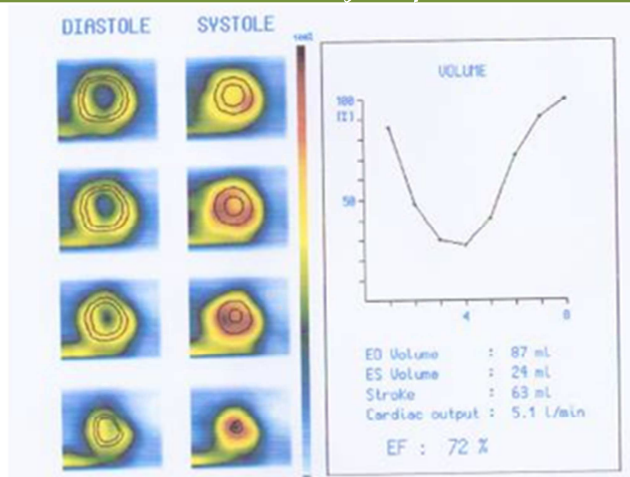 DIASTOLE SYSTOLE
VOLUME
100
[%]
50
4 8
ED Volume : 87 ml
ES Volume : 24 ml
Stroke : 63 ml
Cardiac output : 5.1 l/min
EF : 72 %